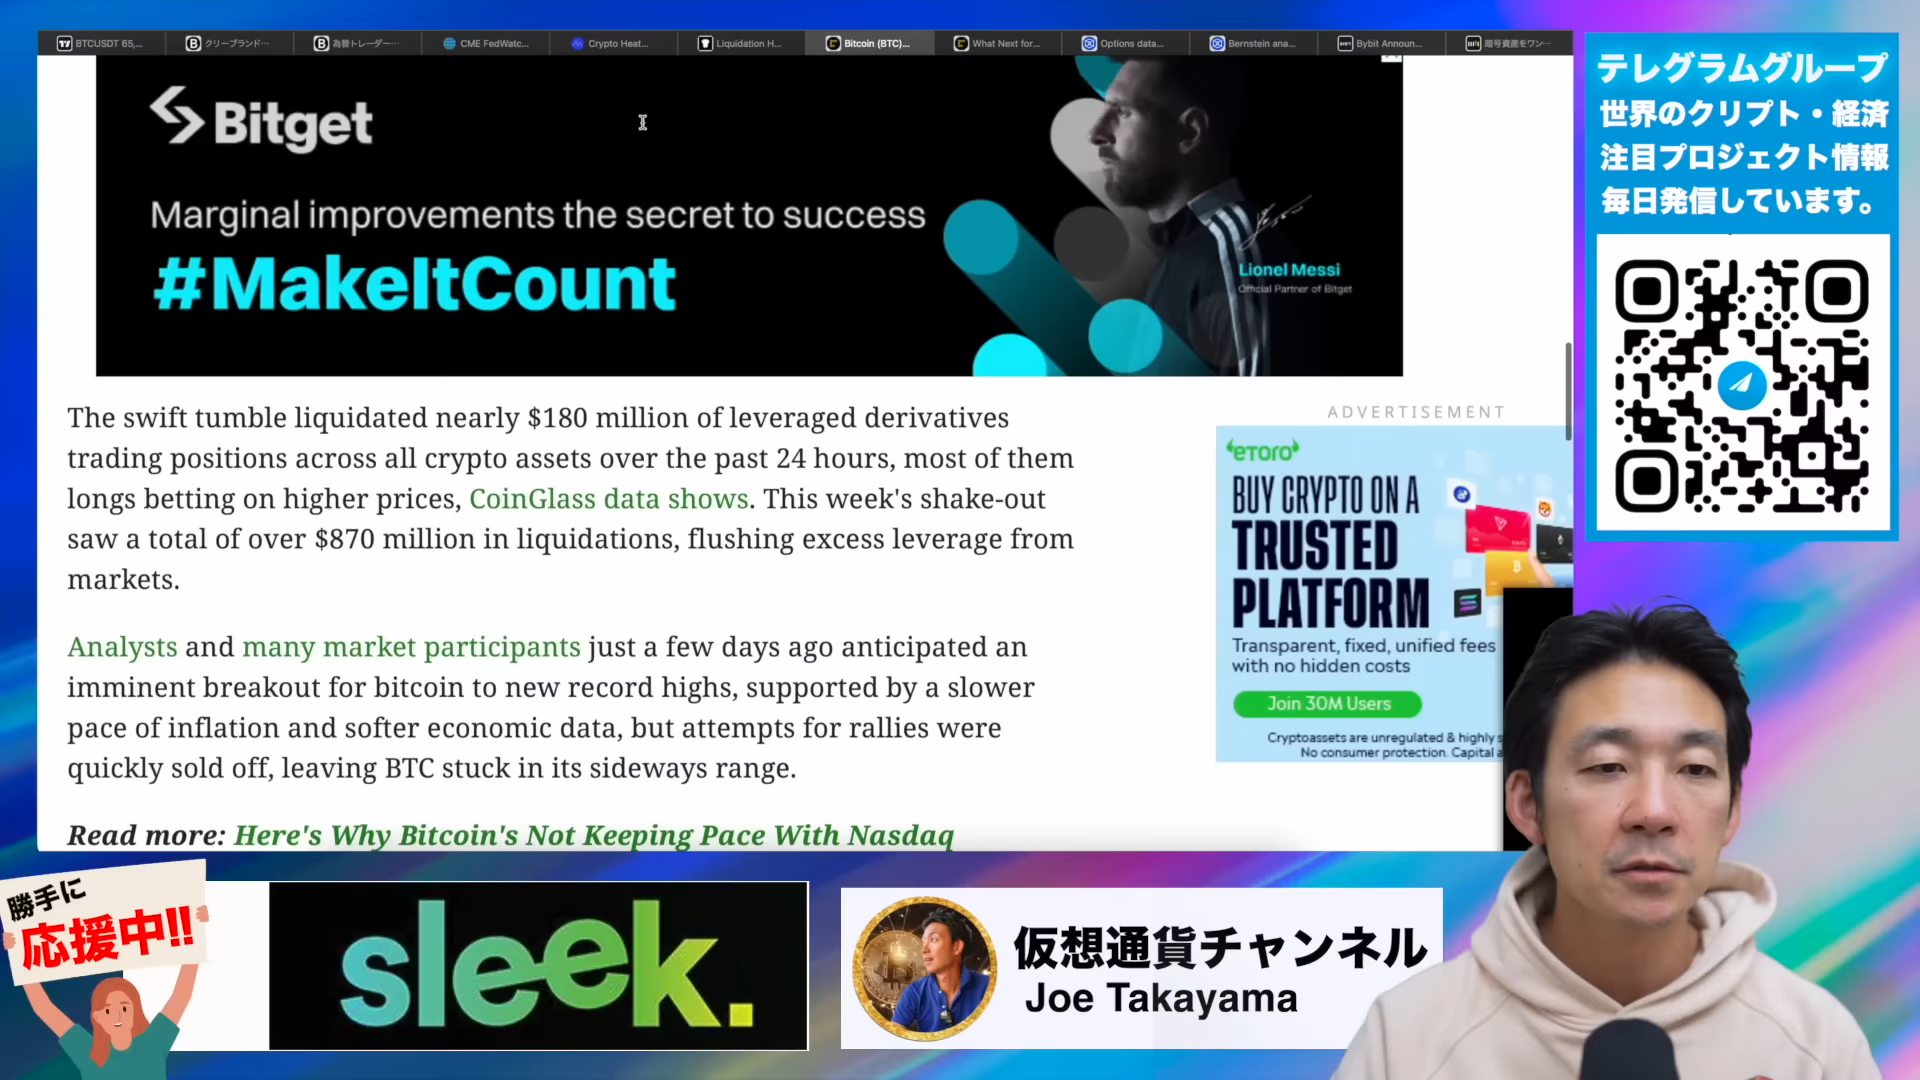 BTCUSDT 65,...
クリーブランド…
為替トレーダー…
CME FedWatc...
Crypto Heat...
Liquidation H...
Bitcoin (BTC)...
What Next for...
Options data...
Bernstein ana...
Bybit Announ...
暗号資産をワン…
Bitget
Marginal improvements the secret to success
#MakeItCount
Lionel Messi
Official Partner of Bitget
The swift tumble liquidated nearly $180 million of leveraged derivatives
trading positions across all crypto assets over the past 24 hours, most of them
longs betting on higher prices, CoinGlass data shows. This week's shake-out
saw a total of over $870 million in liquidations, flushing excess leverage from
markets.
Analysts and many market participants just a few days ago anticipated an
imminent breakout for bitcoin to new record highs, supported by a slower
pace of inflation and softer economic data, but attempts for rallies were
quickly sold off, leaving BTC stuck in its sideways range.
Read more: Here's Why Bitcoin's Not Keeping Pace With Nasdaq
ADVERTISEMENT
eToro
BUY CRYPTO ON A
TRUSTED
PLATFORM
Transparent, fixed, unified fees
with no hidden costs
Join 30M Users
Cryptoassets are unregulated & highly s
No consumer protection. Capital a
テレグラムグループ
世界のクリプト・経済
注目プロジェクト情報
毎日発信しています。
勝手に
応援中!!
sleek.
仮想通貨チャンネル
Joe Takayama